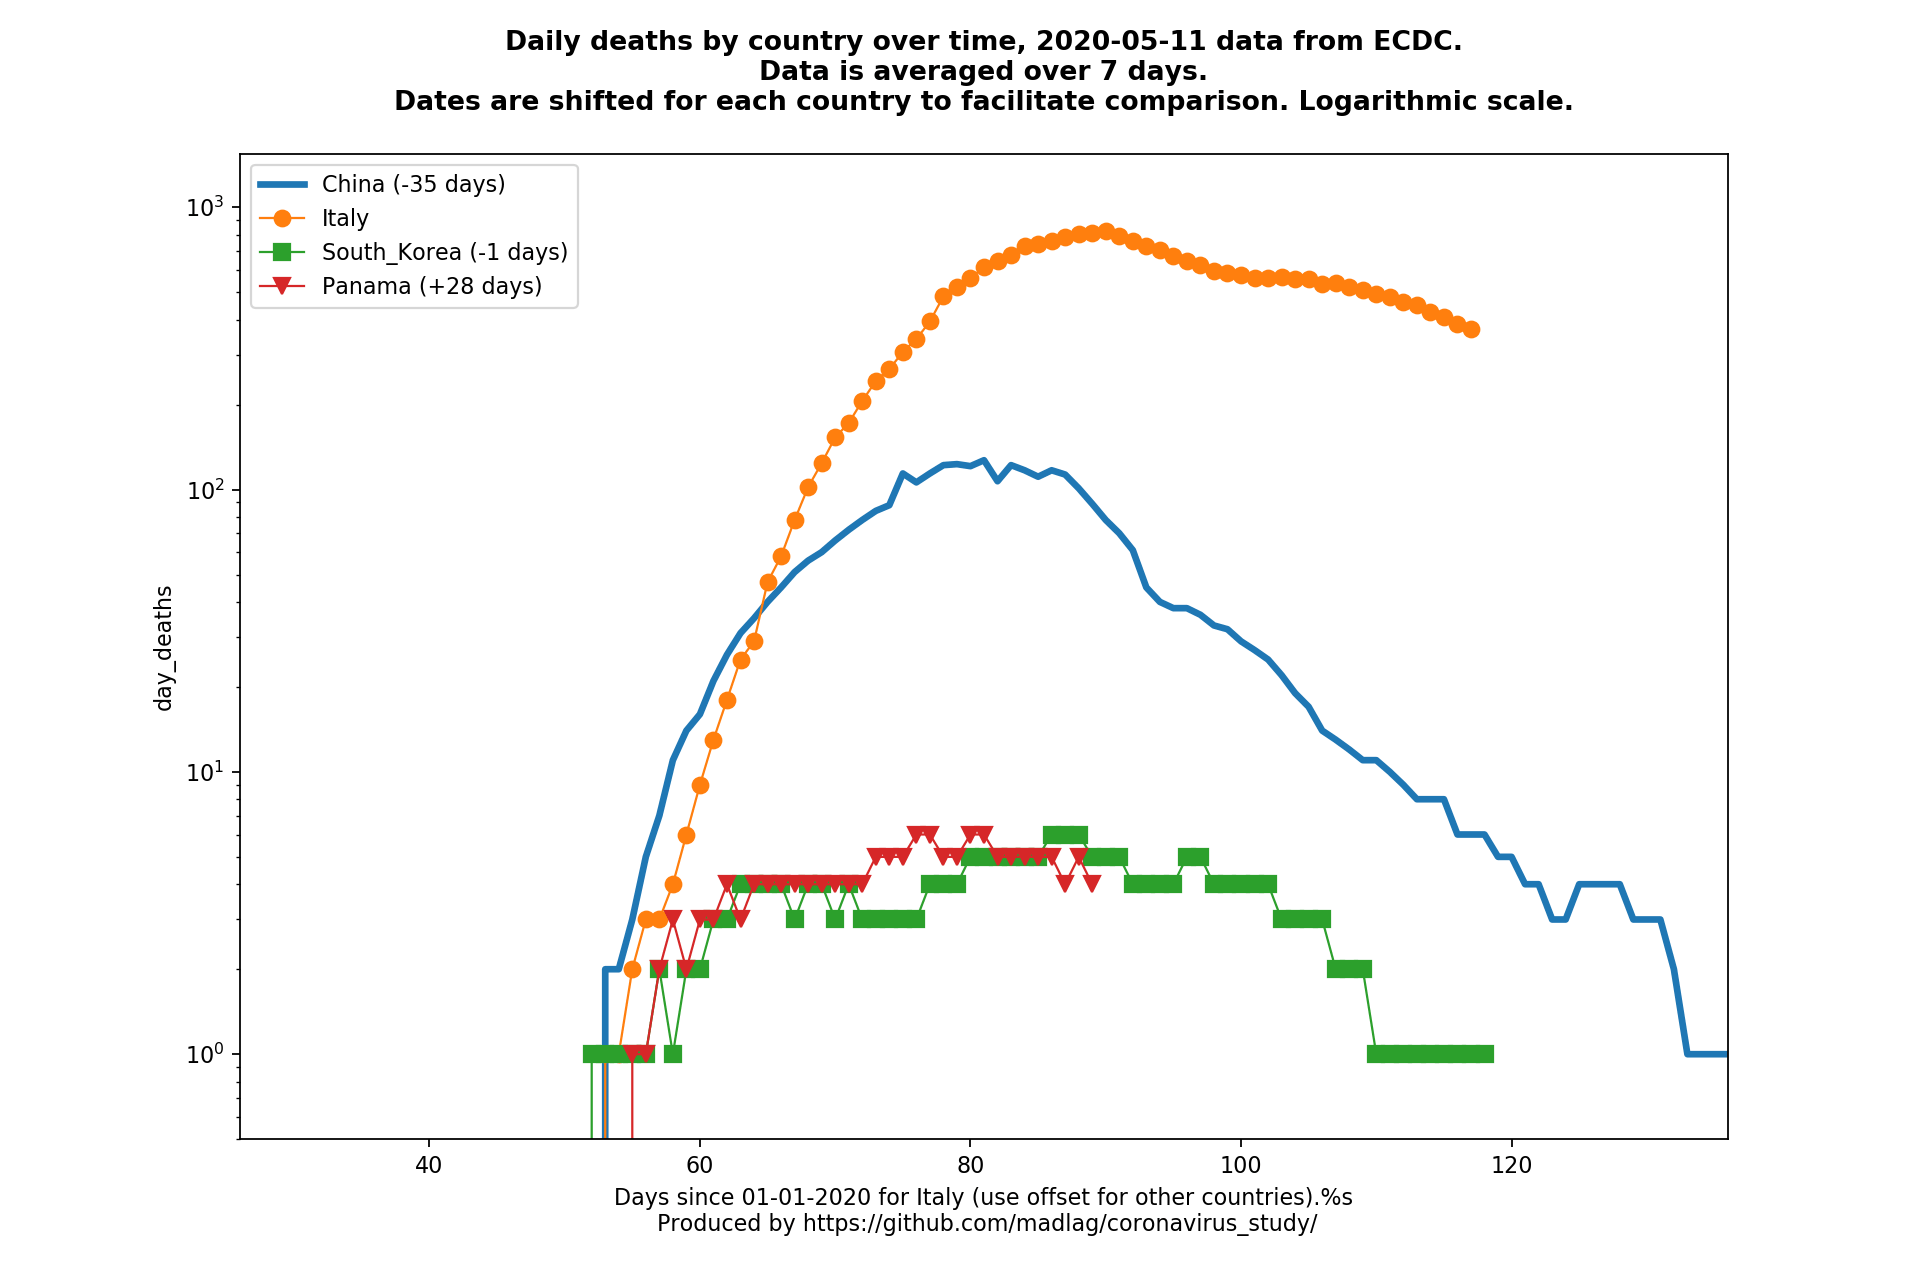 Daily deaths by country over time, 2020-05-11 data from ECDC.
Data is averaged over 7 days.
Dates are shifted for each country to facilitate comparison. Logarithmic scale.
China (-35 days)
Italy
South_Korea (-1 days)
Panama (+28 days)
10³
10²
10¹
10⁰
day_deaths
40 60 80 100 120
Days since 01-01-2020 for Italy (use offset for other countries).%s
Produced by https://github.com/madlag/coronavirus_study/